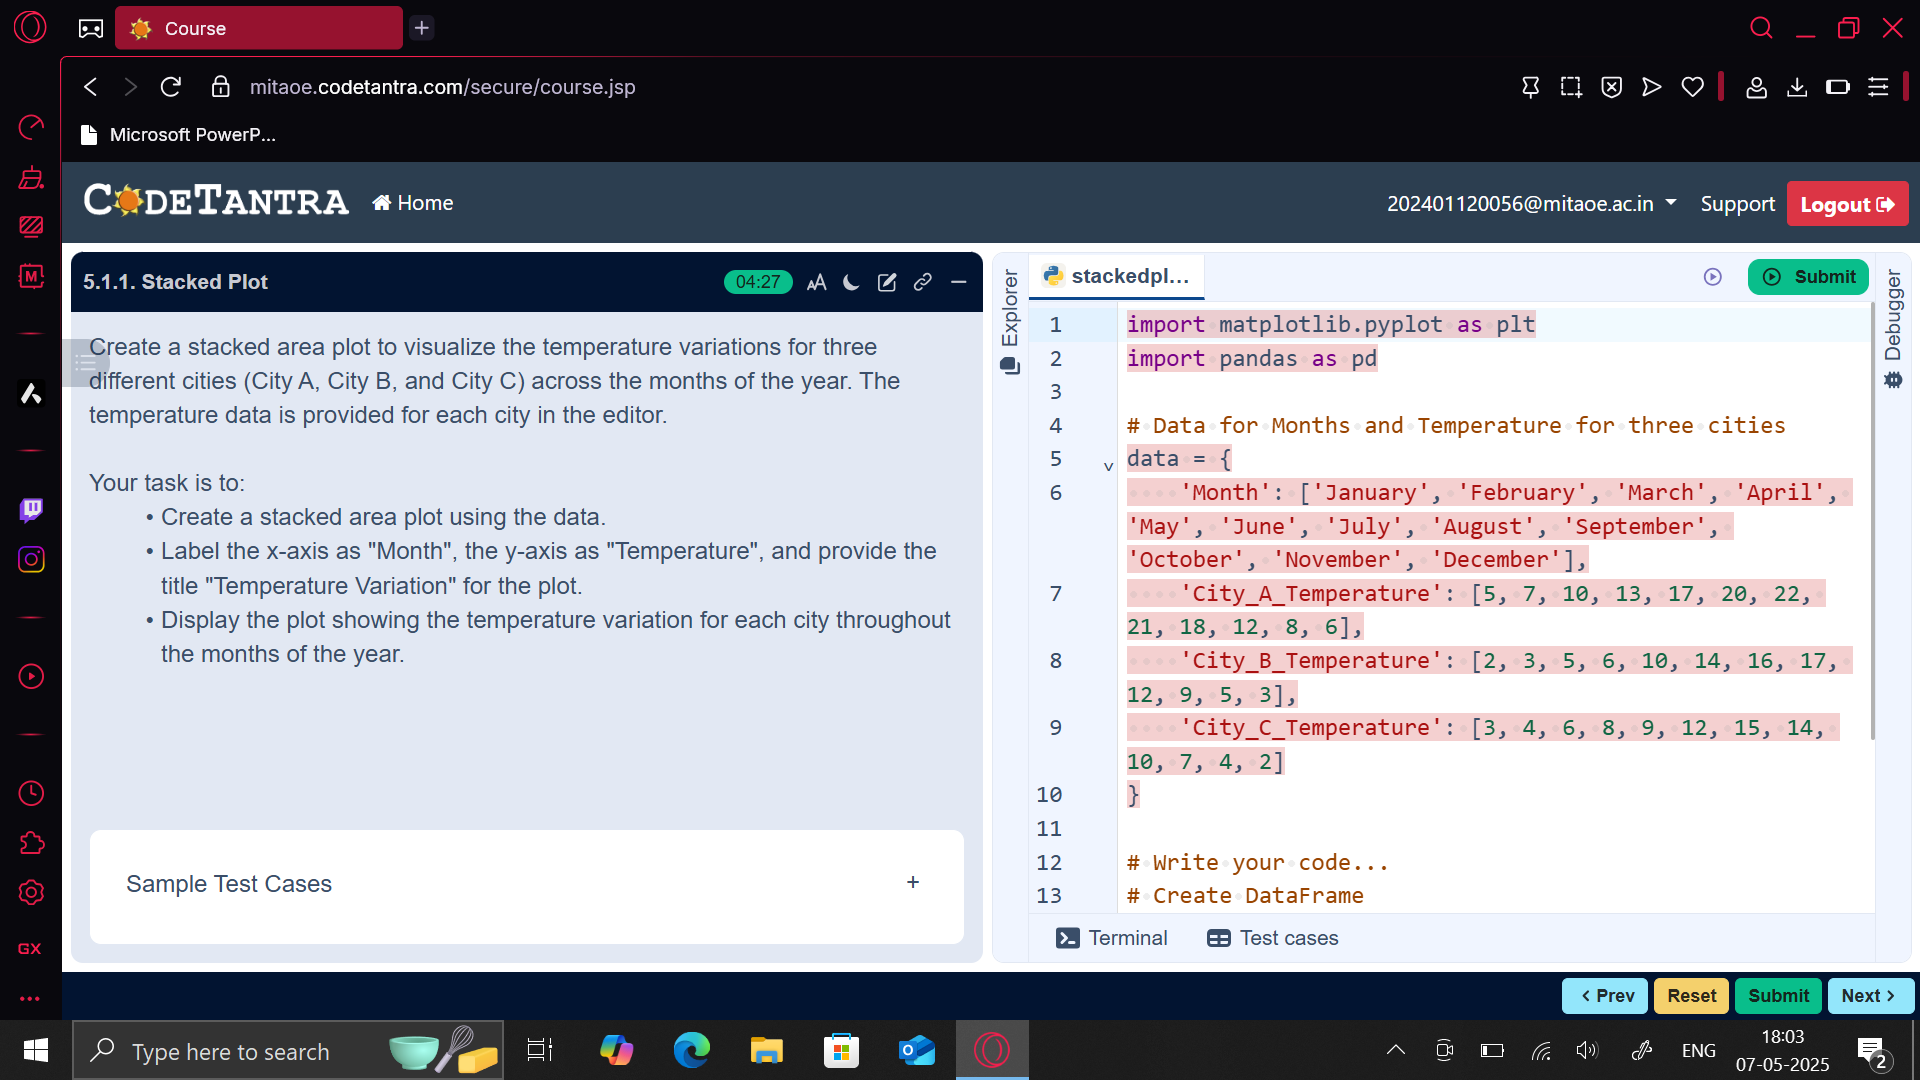 Course
mitaoe.codetantra.com/secure/course.jsp
Microsoft PowerP...
CODETANTRA
Home
202401120056@mitaoe.ac.in
Support
Logout
5.1.1. Stacked Plot
04:27
Create a stacked area plot to visualize the temperature variations for three
different cities (City A, City B, and City C) across the months of the year. The
temperature data is provided for each city in the editor.
Your task is to:
• Create a stacked area plot using the data.
• Label the x-axis as "Month", the y-axis as "Temperature", and provide the
title "Temperature Variation" for the plot.
• Display the plot showing the temperature variation for each city throughout
the months of the year.
Sample Test Cases
+
Explorer
stackedpl...
Submit
Debugger
1 import matplotlib.pyplot as plt
2 import pandas as pd
3
4 # Data for Months and Temperature for three cities
5 data = {
6 'Month': ['January', 'February', 'March', 'April',
'May', 'June', 'July', 'August', 'September',
'October', 'November', 'December'],
7 'City_A_Temperature': [5, 7, 10, 13, 17, 20, 22,
21, 18, 12, 8, 6],
8 'City_B_Temperature': [2, 3, 5, 6, 10, 14, 16, 17,
12, 9, 5, 3],
9 'City_C_Temperature': [3, 4, 6, 8, 9, 12, 15, 14,
10, 7, 4, 2]
10 }
11
12 # Write your code...
13 # Create DataFrame
Terminal
Test cases
M
GX
< Prev
Reset
Submit
Next >
Type here to search
ENG
18:03
07-05-2025
2